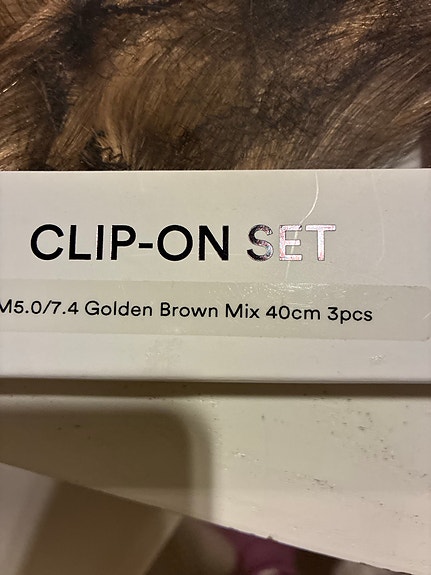 CLIP-ON SET
M5.0/7.4 Golden Brown Mix 40cm 3pcs